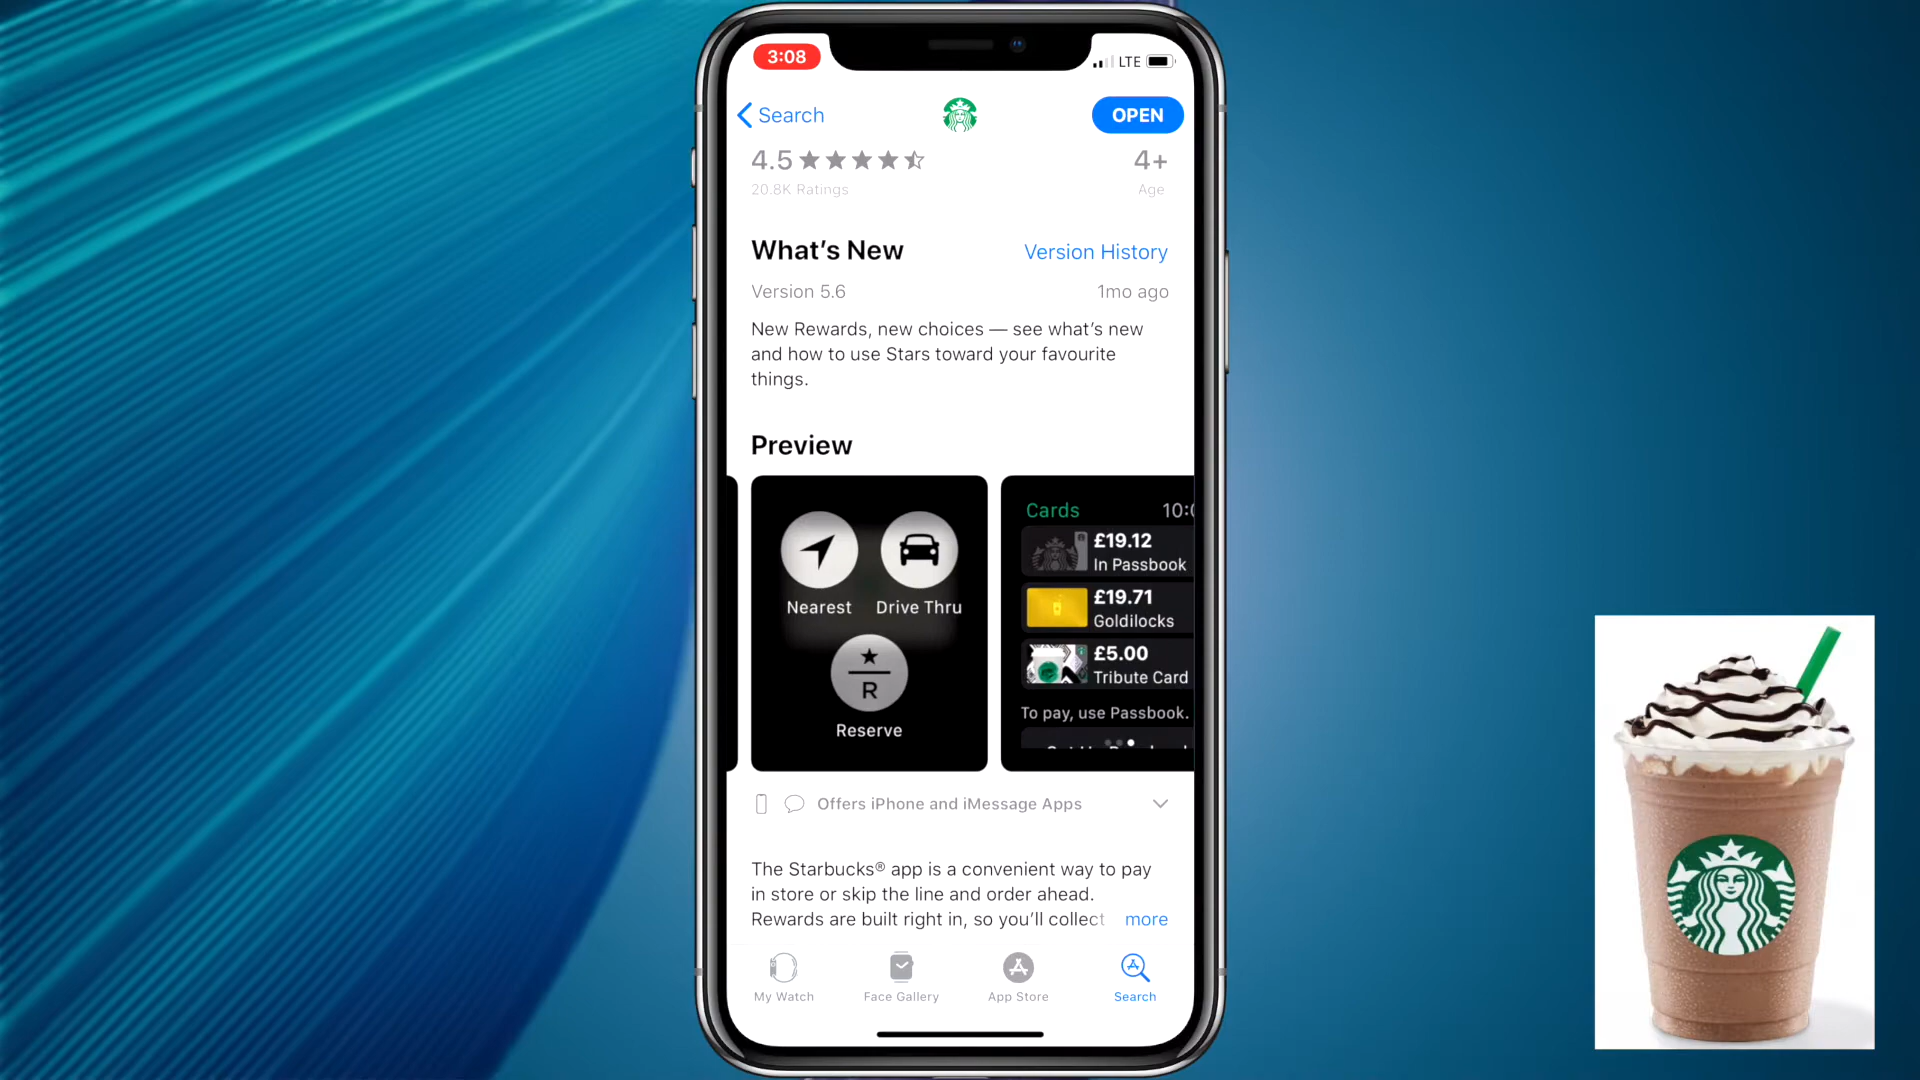 3:08
LTE
Search
OPEN
4.5
4+
20.8K Ratings
Age
What's New
Version History
Version 5.6
1mo ago
New Rewards, new choices — see what's new
and how to use Stars toward your favourite
things.
Preview
Nearest
Drive Thru
R
Reserve
Cards
£19.12
In Passbook
£19.71
Goldilocks
£5.00
Tribute Card
To pay, use Passbook.
Offers iPhone and iMessage Apps
The Starbucks® app is a convenient way to pay
in store or skip the line and order ahead.
Rewards are built right in, so you'll collect more
My Watch
Face Gallery
App Store
Search